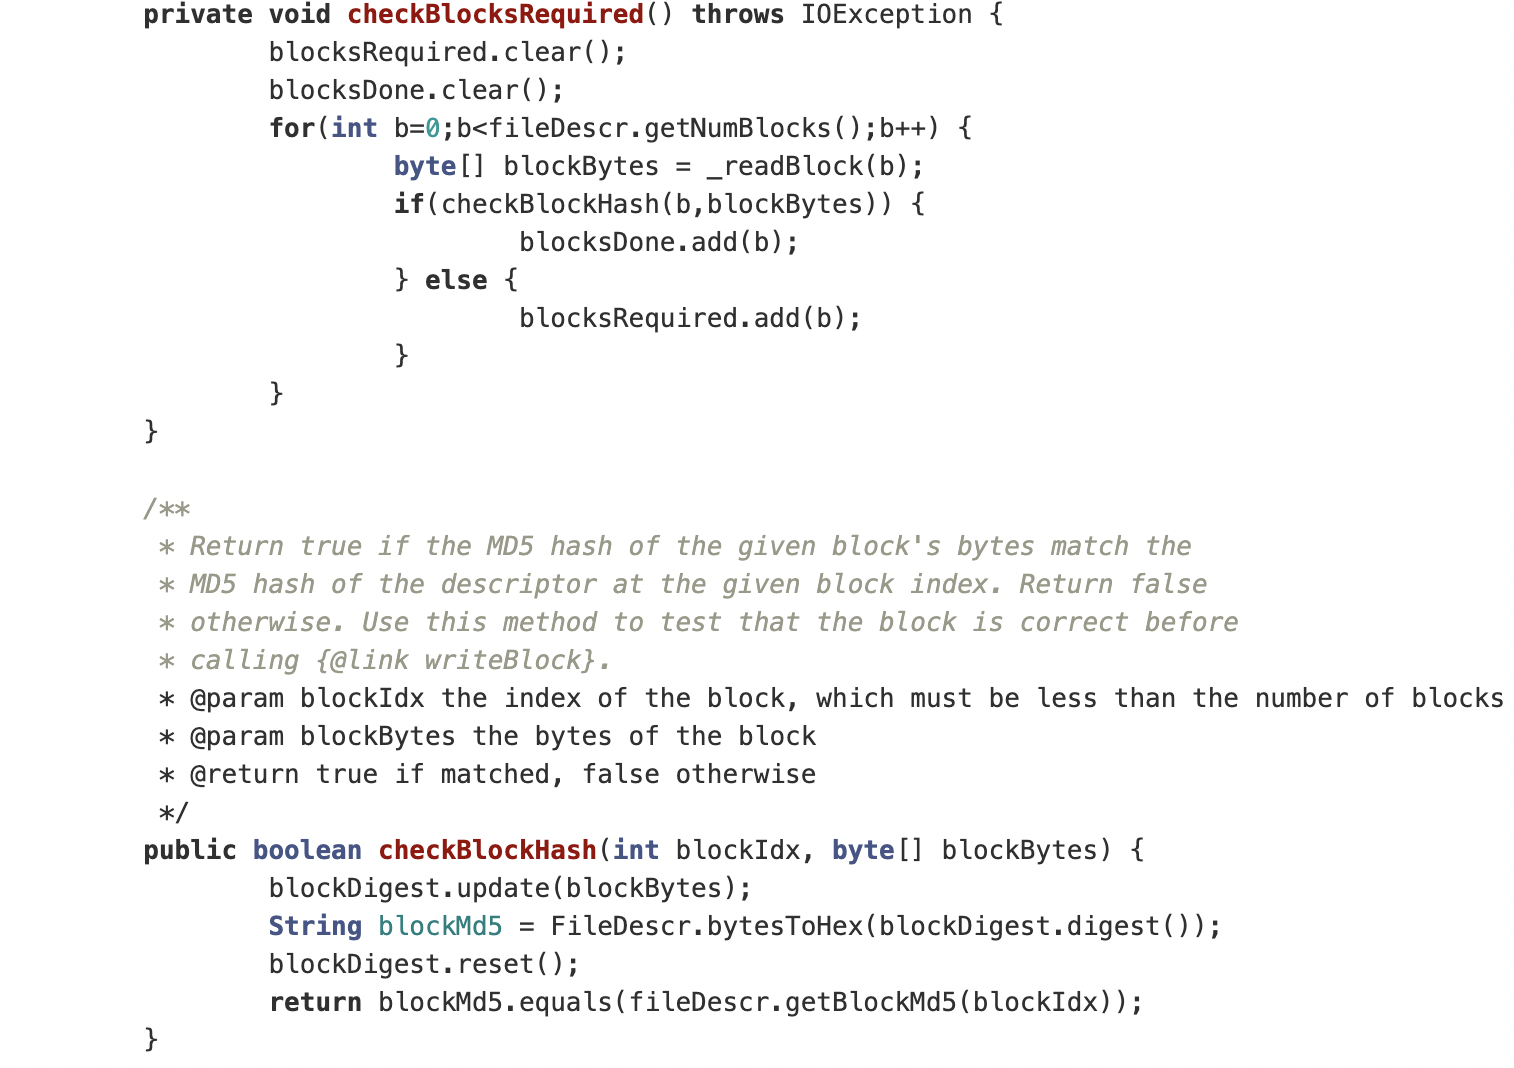 private void checkBlocksRequired() throws IOException {
        blocksRequired.clear();
        blocksDone.clear();
        for(int b=0;b<fileDescr.getNumBlocks();b++) {
                byte[] blockBytes = _readBlock(b);
                if(checkBlockHash(b,blockBytes)) {
                        blocksDone.add(b);
                } else {
                        blocksRequired.add(b);
                }
        }
}

/**
 * Return true if the MD5 hash of the given block's bytes match the
 * MD5 hash of the descriptor at the given block index. Return false
 * otherwise. Use this method to test that the block is correct before
 * calling {@link writeBlock}.
 * @param blockIdx the index of the block, which must be less than the number of blocks
 * @param blockBytes the bytes of the block
 * @return true if matched, false otherwise
 */
public boolean checkBlockHash(int blockIdx, byte[] blockBytes) {
        blockDigest.update(blockBytes);
        String blockMd5 = FileDescr.bytesToHex(blockDigest.digest());
        blockDigest.reset();
        return blockMd5.equals(fileDescr.getBlockMd5(blockIdx));
}